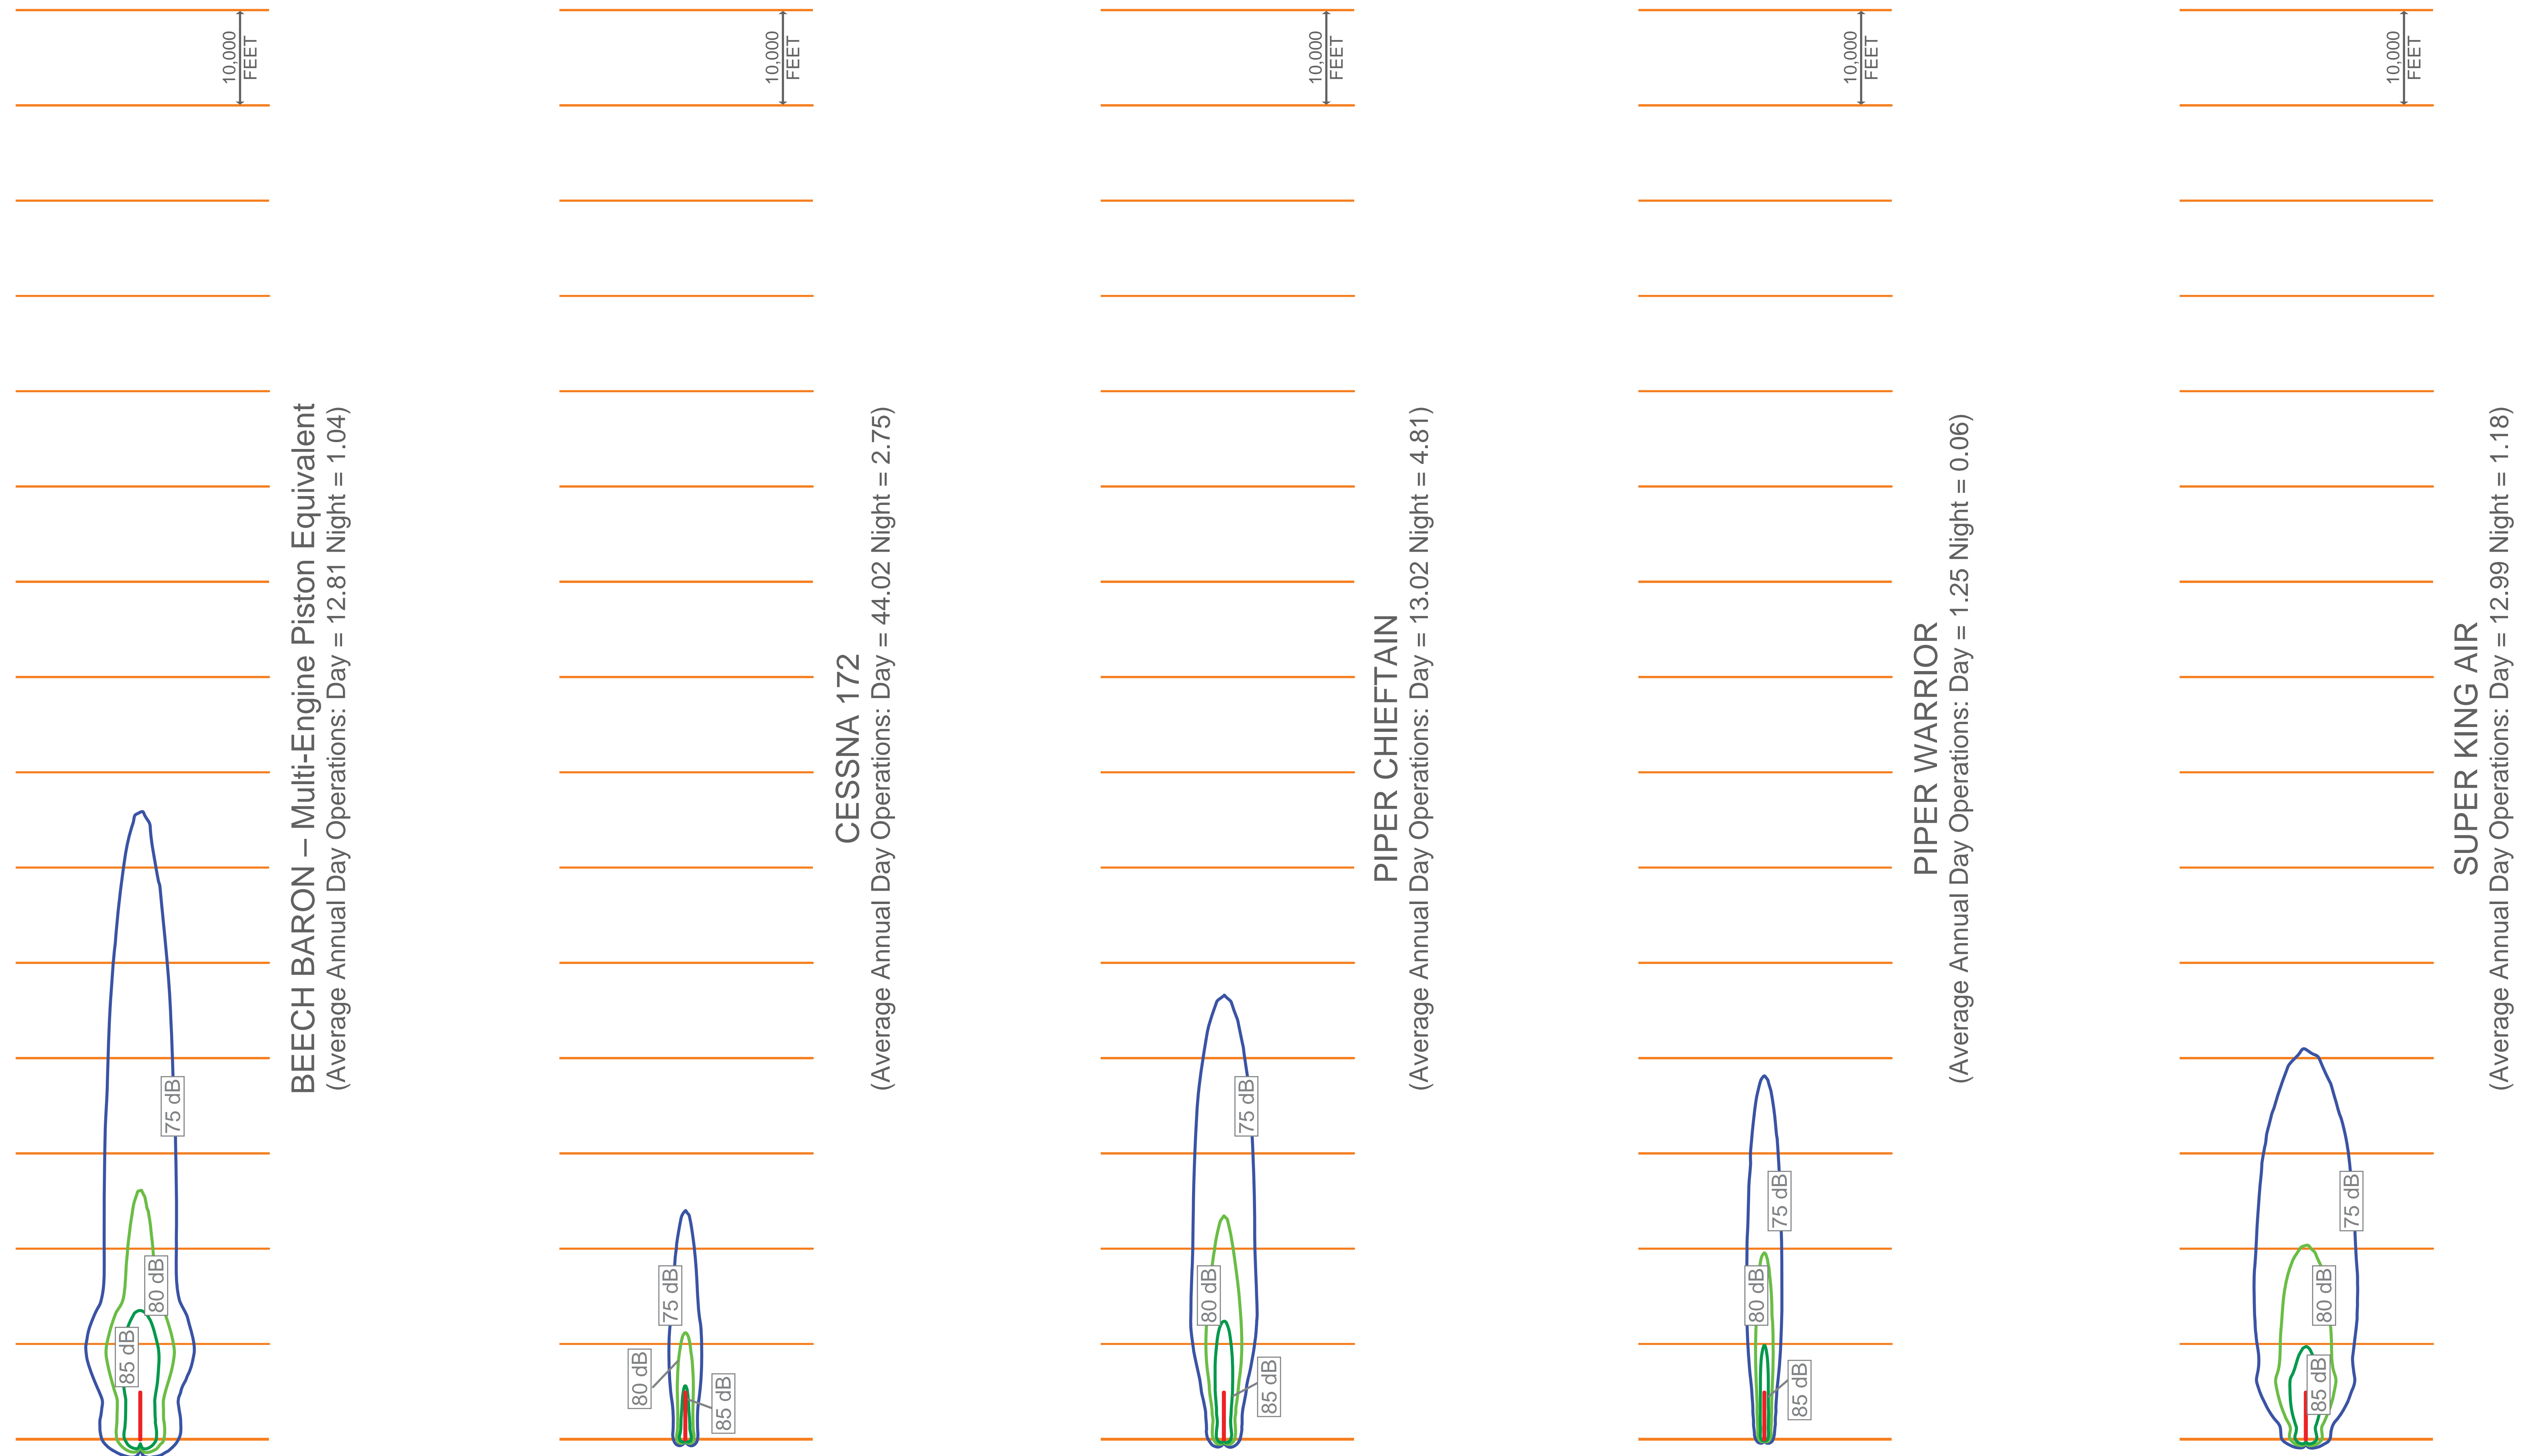 10,000
FEET
75 dB
80 dB
85 dB
BEECH BARON – Multi-Engine Piston Equivalent
(Average Annual Day Operations: Day = 12.81 Night = 1.04)
10,000
FEET
75 dB
80 dB
85 dB
CESSNA 172
(Average Annual Day Operations: Day = 44.02 Night = 2.75)
10,000
FEET
75 dB
80 dB
85 dB
PIPER CHIEFTAIN
(Average Annual Day Operations: Day = 13.02 Night = 4.81)
10,000
FEET
75 dB
80 dB
85 dB
PIPER WARRIOR
(Average Annual Day Operations: Day = 1.25 Night = 0.06)
10,000
FEET
75 dB
80 dB
85 dB
SUPER KING AIR
(Average Annual Day Operations: Day = 12.99 Night = 1.18)